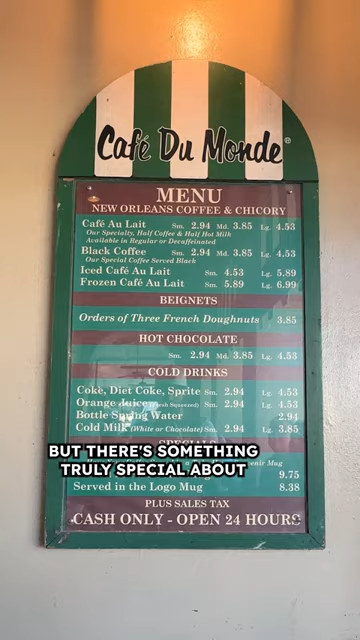 Café Du Monde®
MENU
NEW ORLEANS COFFEE & CHICORY
Café Au Lait Sm. 2.94 Md. 3.85 Lg. 4.53
Our Specialty, Half Coffee & Half Hot Milk
Available in Regular or Decaffeinated
Black Coffee Sm. 2.94 Md. 3.85 Lg. 4.53
Our Special Coffee Served Black
Iced Café Au Lait Sm. 4.53 Lg. 5.89
Frozen Café Au Lait Sm. 5.89 Lg. 6.99
BEIGNETS
Orders of Three French Doughnuts 3.85
HOT CHOCOLATE
Sm. 2.94 Md. 3.85 Lg. 4.53
COLD DRINKS
Coke, Diet Coke, Sprite Sm. 2.94 Lg. 4.53
Orange Juice (Fresh Squeezed) Sm. 2.94 Lg. 4.53
Bottle Spring Water 2.94
Cold Milk (White or Chocolate) Sm. 2.94 Lg. 3.85
SPECIALS
BUT THERE'S SOMETHING
TRULY SPECIAL ABOUT
Mug
9.75
Served in the Logo Mug 8.38
PLUS SALES TAX
CASH ONLY - OPEN 24 HOURS